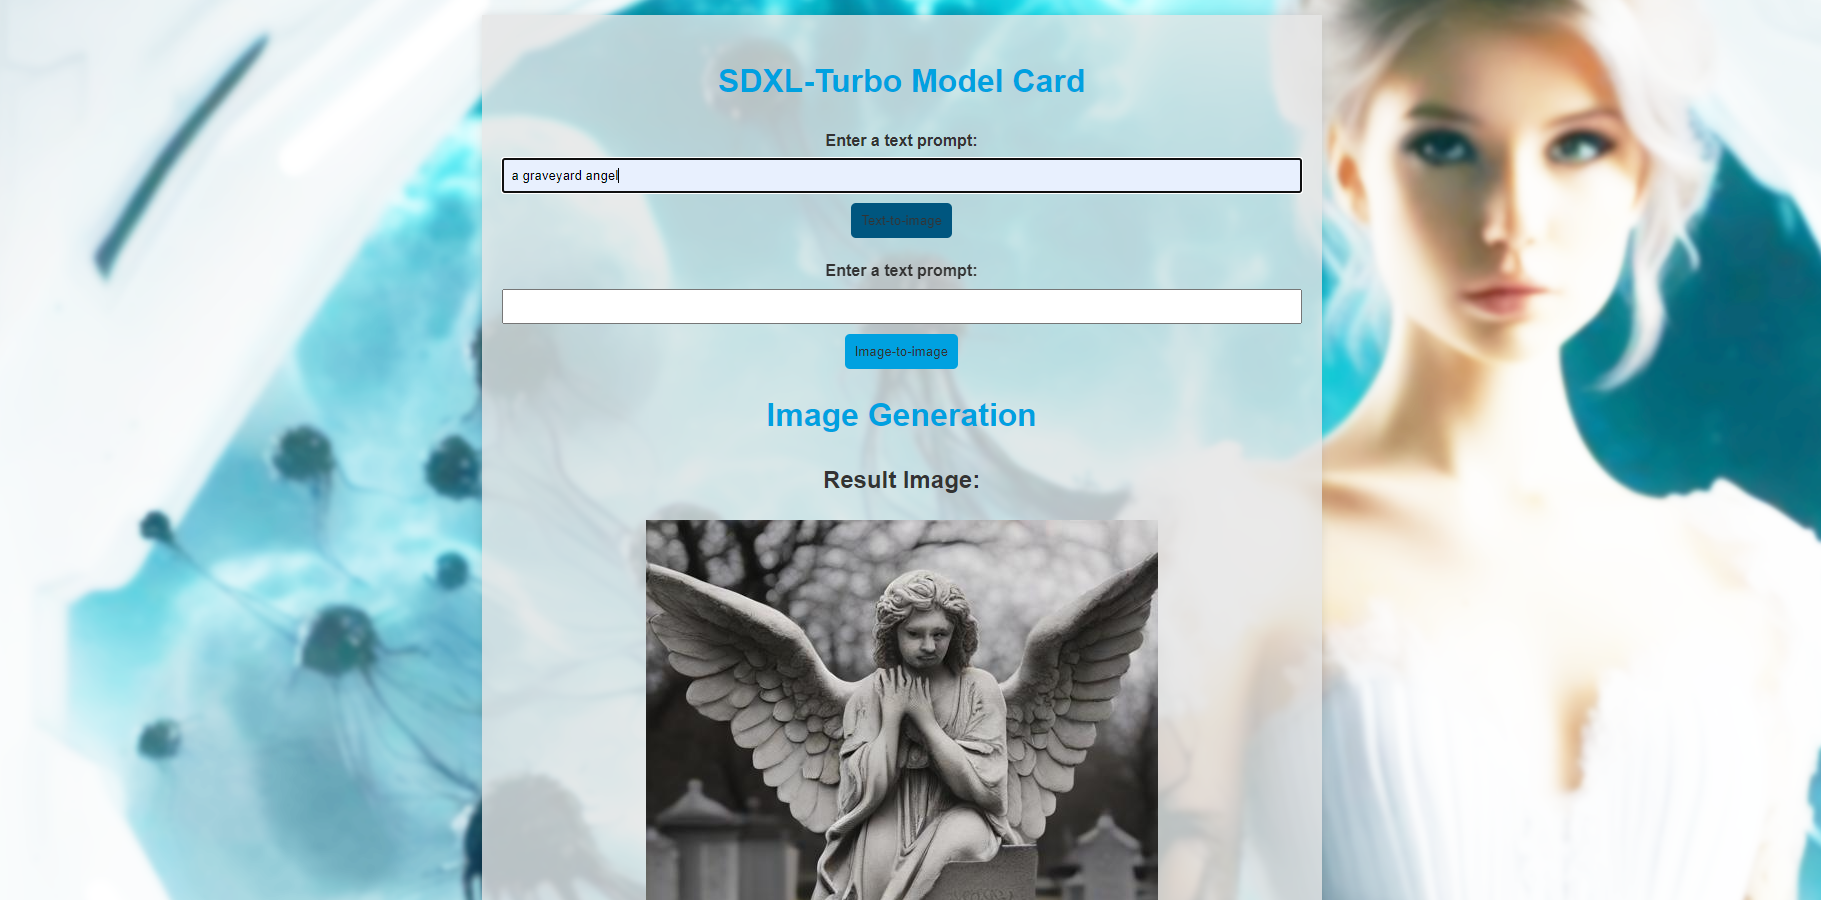 SDXL-Turbo Model Card
Enter a text prompt:
a graveyard angel
Text-to-image
Enter a text prompt:
Image-to-image
Image Generation
Result Image: